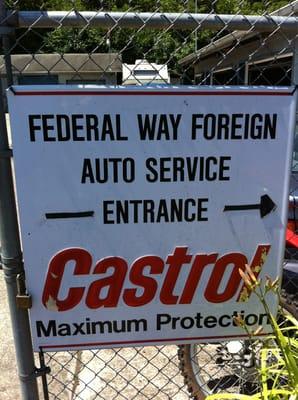 FEDERAL WAY FOREIGN
AUTO SERVICE
ENTRANCE
Castrol
Maximum Protection